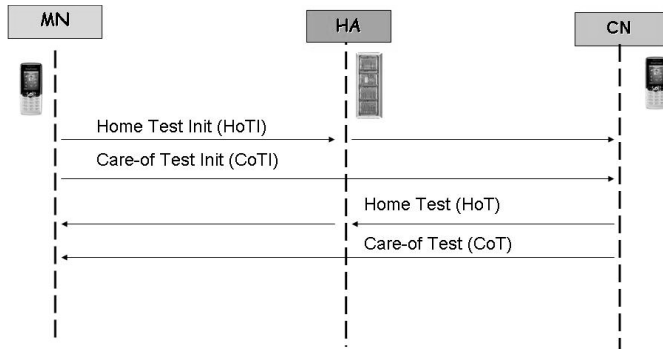 MN
HA
CN
Home Test Init (HoTI)
Care-of Test Init (CoTI)
Home Test (HoT)
Care-of Test (CoT)